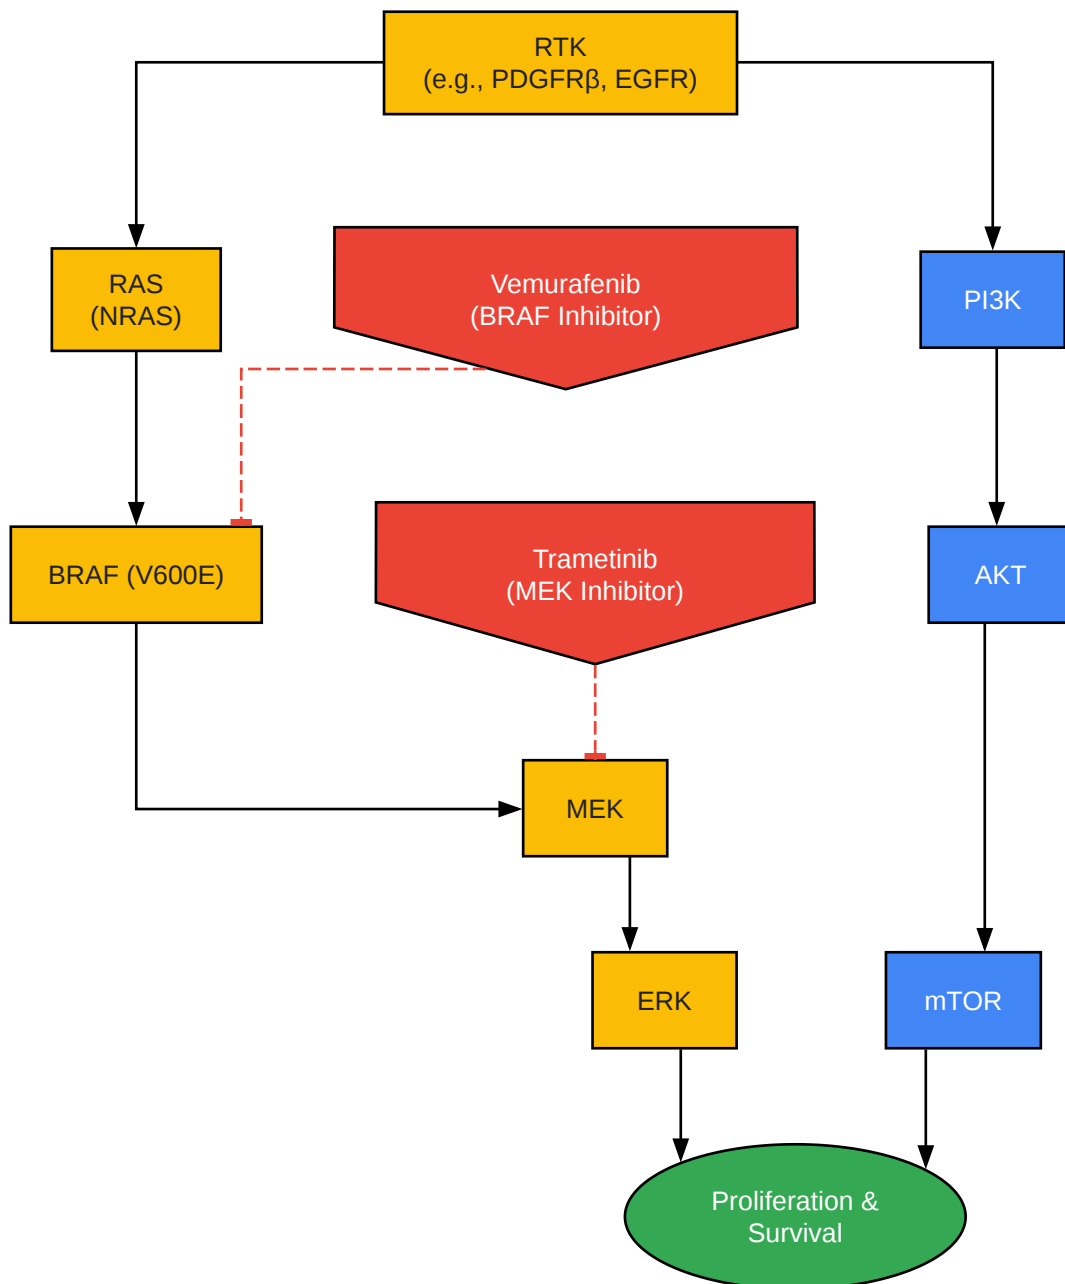 RTK
(e.g., PDGFRβ, EGFR)
RAS
(NRAS)
Vemurafenib
(BRAF Inhibitor)
PI3K
BRAF (V600E)
Trametinib
(MEK Inhibitor)
AKT
MEK
ERK
mTOR
Proliferation &
Survival